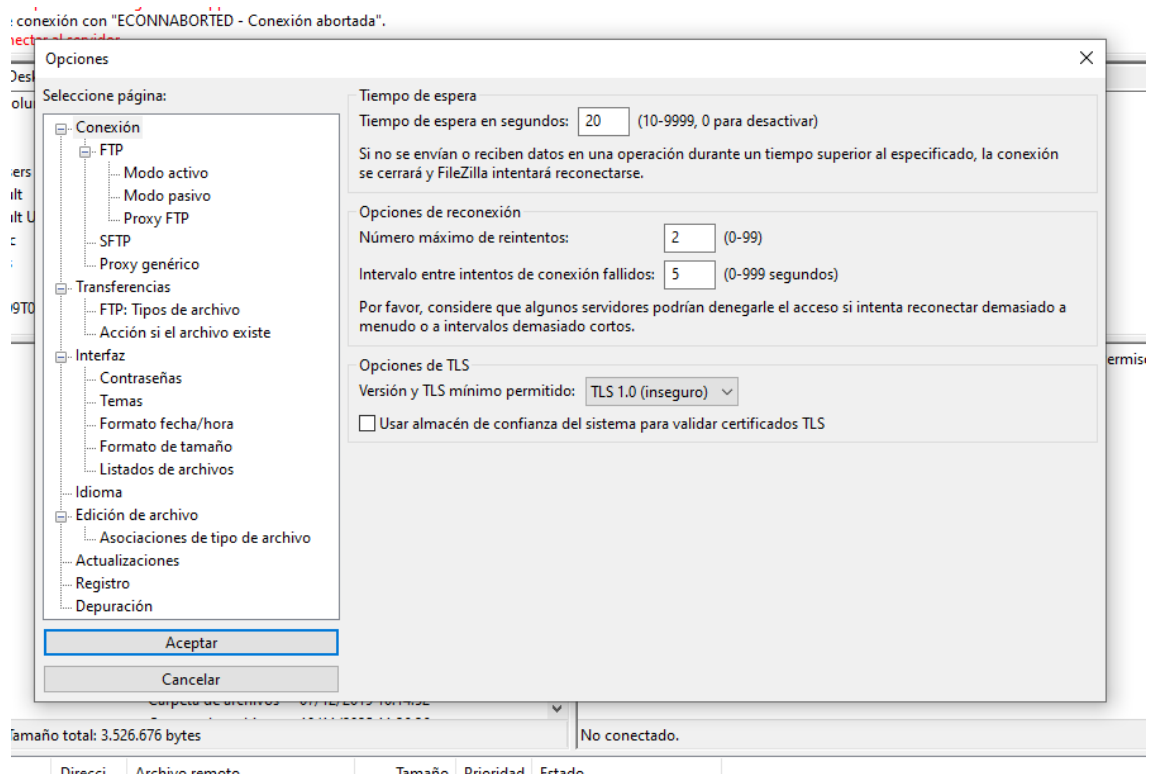 conexión con "ECONNABORTED - Conexión abortada".
Opciones
Seleccione página:
Conexión
FTP
Modo activo
Modo pasivo
Proxy FTP
SFTP
Proxy genérico
Transferencias
FTP: Tipos de archivo
Acción si el archivo existe
Interfaz
Contraseñas
Temas
Formato fecha/hora
Formato de tamaño
Listados de archivos
Idioma
Edición de archivo
Asociaciones de tipo de archivo
Actualizaciones
Registro
Depuración
Aceptar
Cancelar
Tiempo de espera
Tiempo de espera en segundos: 20 (10-9999, 0 para desactivar)
Si no se envían o reciben datos en una operación durante un tiempo superior al especificado, la conexión
se cerrará y FileZilla intentará reconectarse.
Opciones de reconexión
Número máximo de reintentos: 2 (0-99)
Intervalo entre intentos de conexión fallidos: 5 (0-999 segundos)
Por favor, considere que algunos servidores podrían denegarle el acceso si intenta reconectar demasiado a
menudo o a intervalos demasiado cortos.
Opciones de TLS
Versión y TLS mínimo permitido: TLS 1.0 (inseguro)
Usar almacén de confianza del sistema para validar certificados TLS
Tamaño total: 3.526.676 bytes
No conectado.
Direcci Archivo remoto Tamaño Prioridad Estado